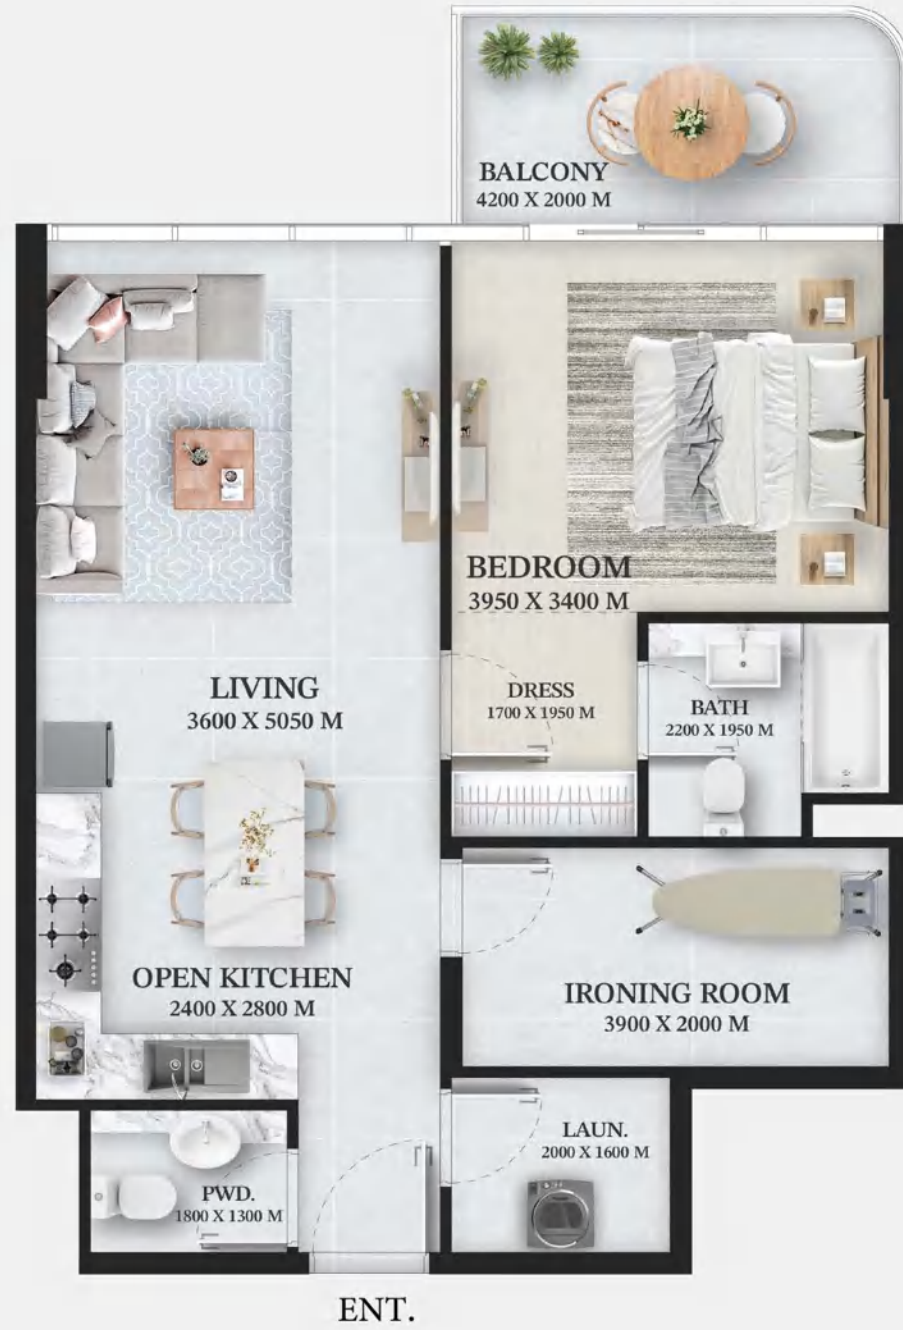 BALCONY
4200 X 2000 M
BEDROOM
3950 X 3400 M
LIVING
3600 X 5050 M
DRESS
1700 X 1950 M
BATH
2200 X 1950 M
OPEN KITCHEN
2400 X 2800 M
IRONING ROOM
3900 X 2000 M
LAUN.
2000 X 1600 M
PWD.
1800 X 1300 M
ENT.